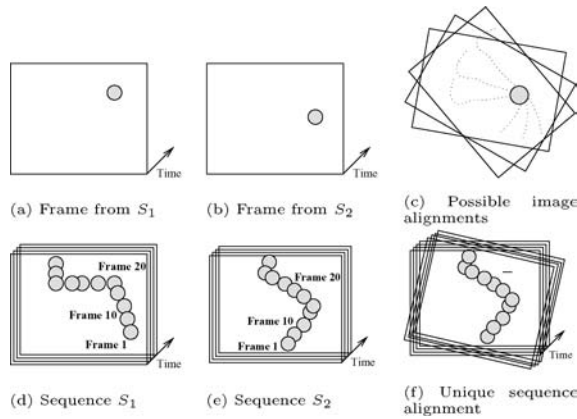 Time
Time
(a) Frame from S1
(b) Frame from S2
(c) Possible image
alignments
Frame 20
Frame 10
Frame 1
Time
Frame 20
Frame 10
Frame 1
Time
Time
(d) Sequence S1
(e) Sequence S2
(f) Unique sequence
alignment